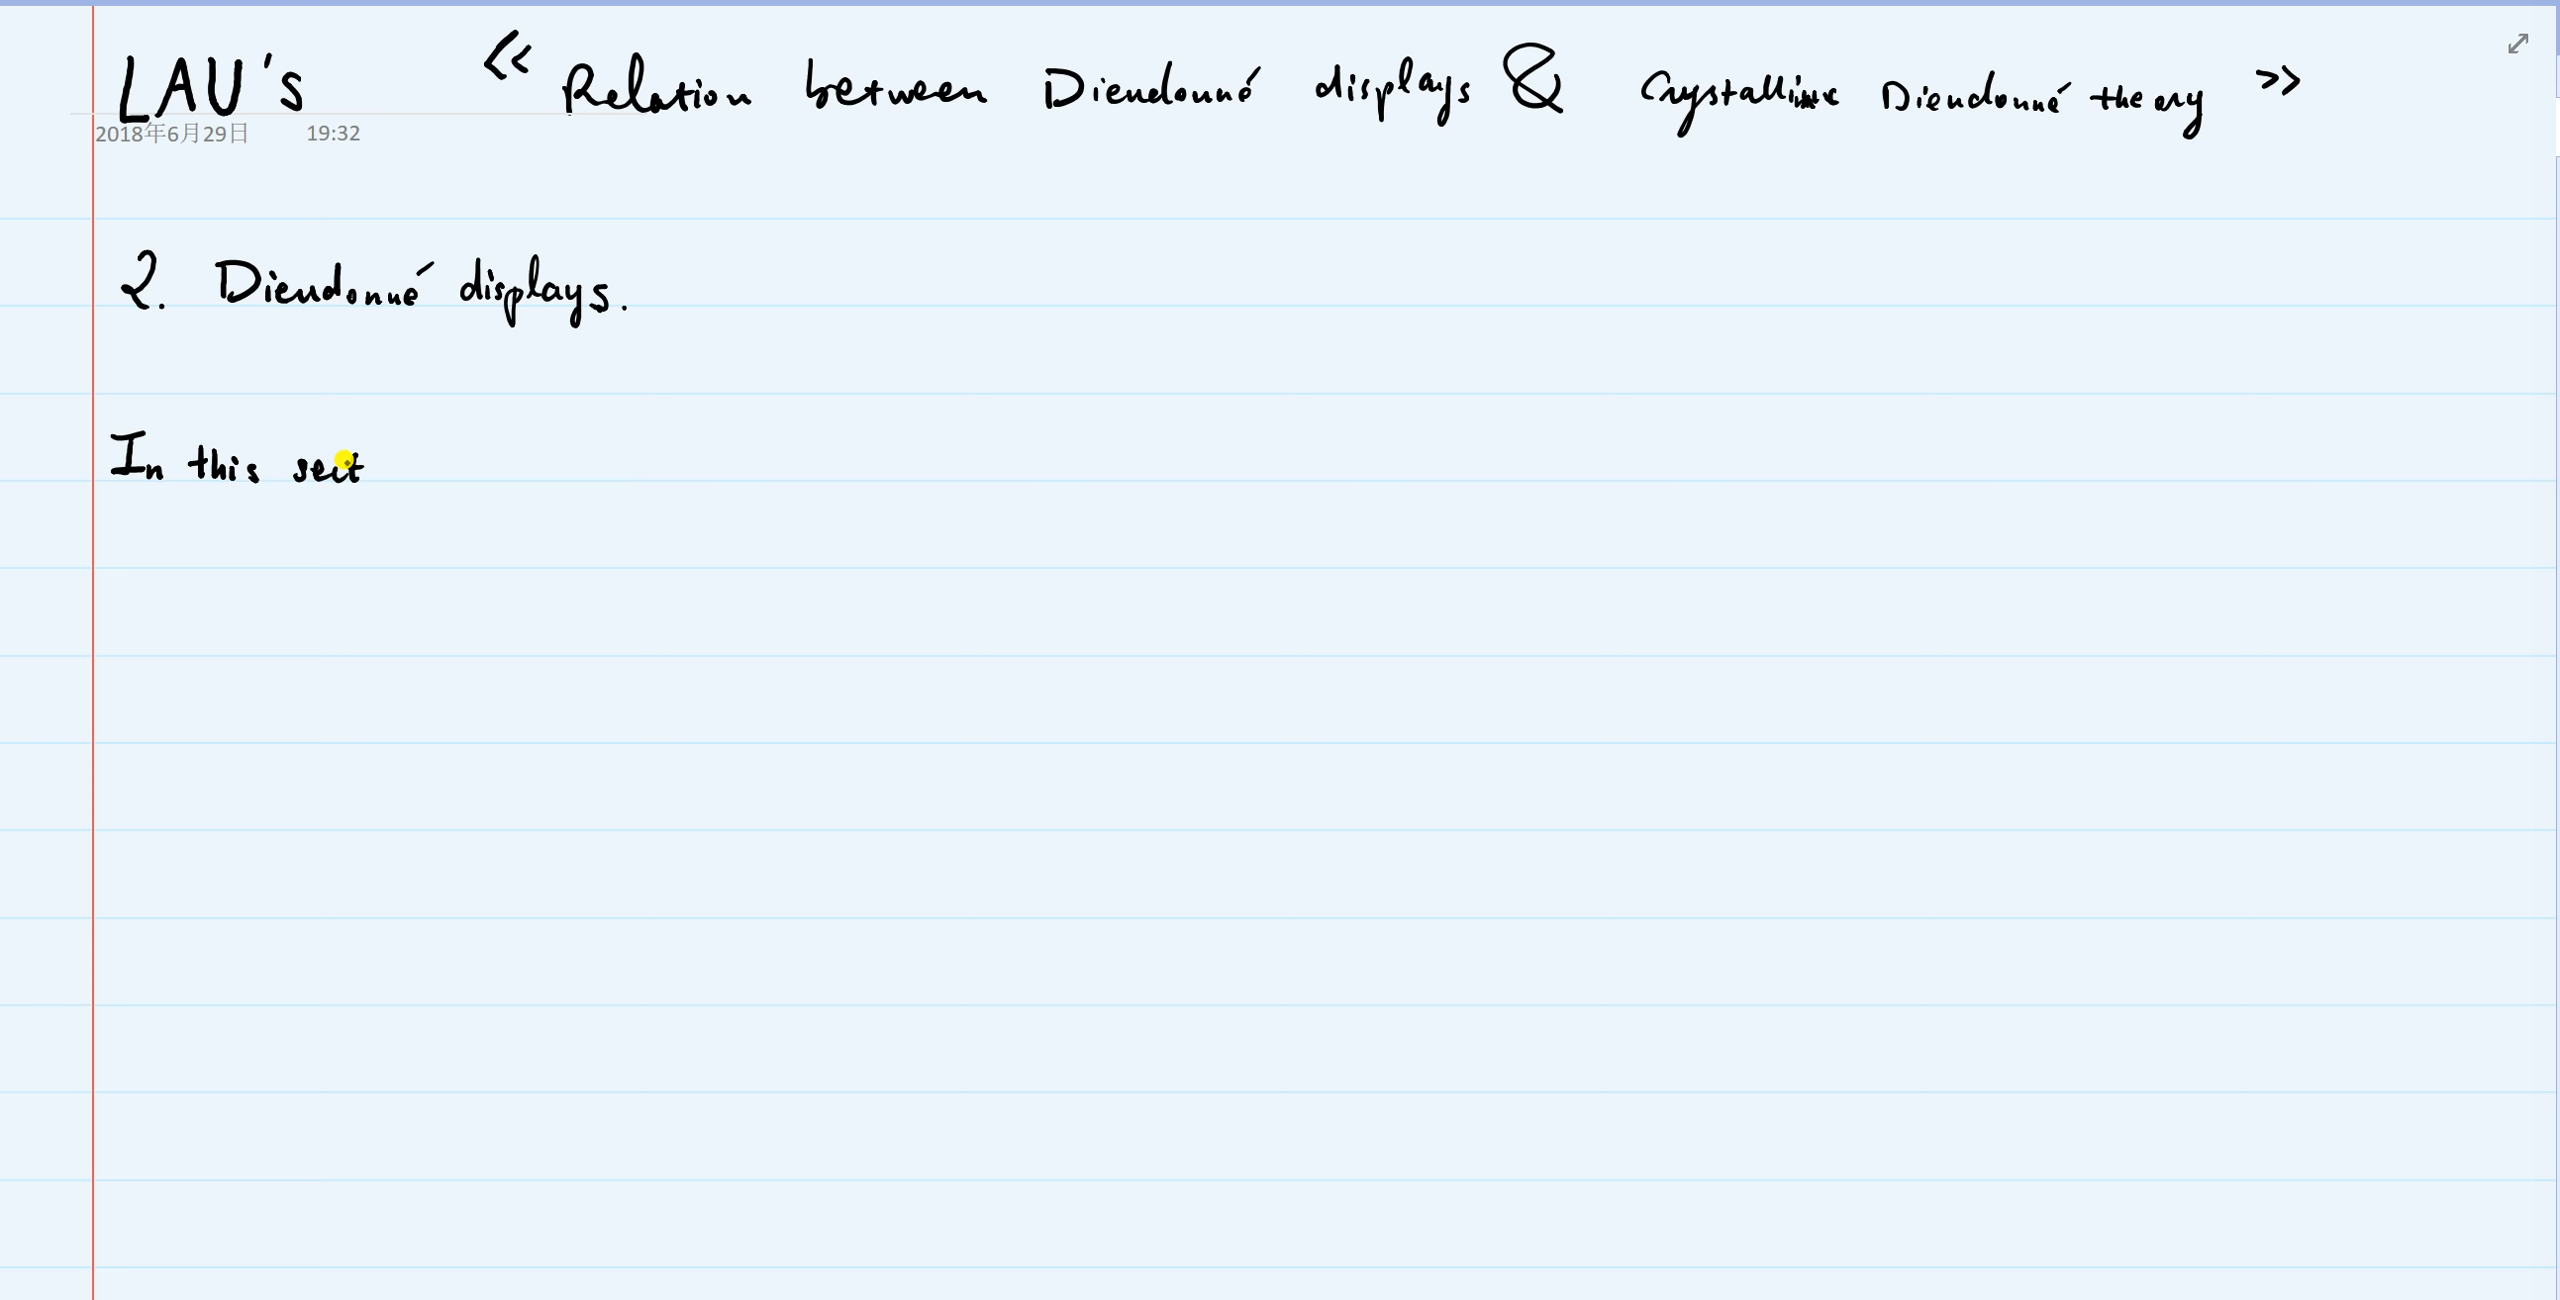 LAU's « Relation between Dieudonné displays & Crystalline Dieudonné theory »
2018年6月29日 19:32
2. Dieudonné displays.
In this sect